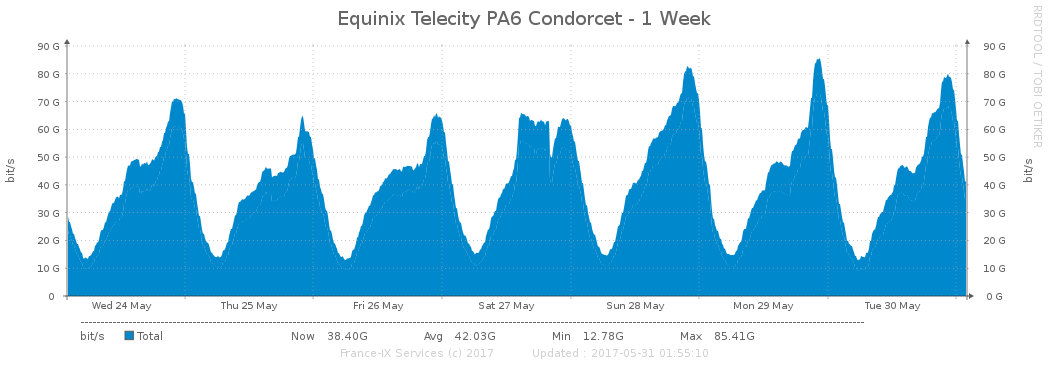 Equinix Telecity PA6 Condorcet - 1 Week
RRDTOOL / TOBI OETIKER
bit/s
90 G 90 G
80 G 80 G
70 G 70 G
60 G 60 G
50 G 50 G
40 G 40 G
30 G 30 G
20 G 20 G
10 G 10 G
0 0 G
bit/s
Wed 24 May Thu 25 May Fri 26 May Sat 27 May Sun 28 May Mon 29 May Tue 30 May
bit/s Total Now 38.40G Avg 42.03G Min 12.78G Max 85.41G
France-IX Services (c) 2017 Updated : 2017-05-31 01:55:10